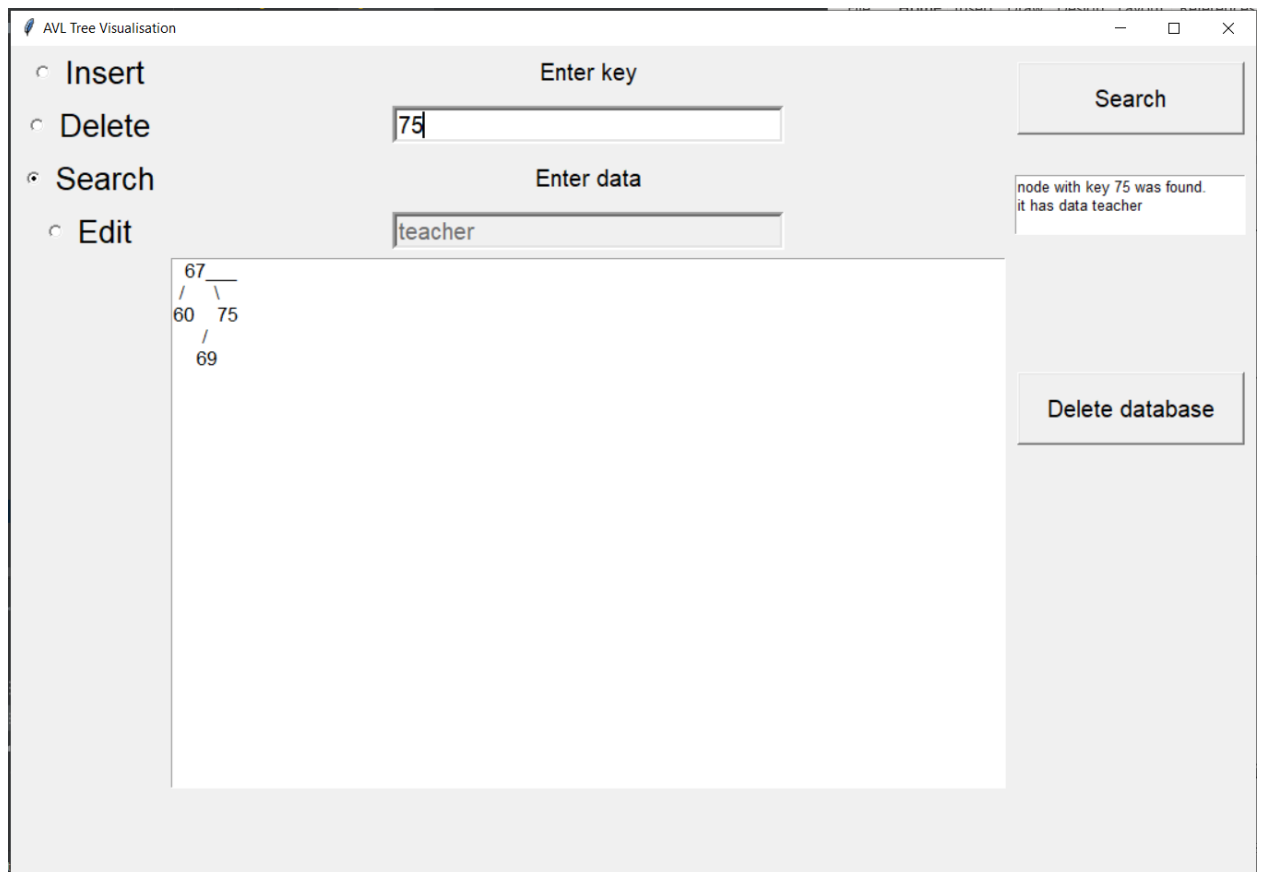 AVL Tree Visualisation
Insert
Enter key
Search
Delete
75
Search
Enter data
node with key 75 was found.
it has data teacher
Edit
teacher
67___
/ \
60 75
/
69
Delete database